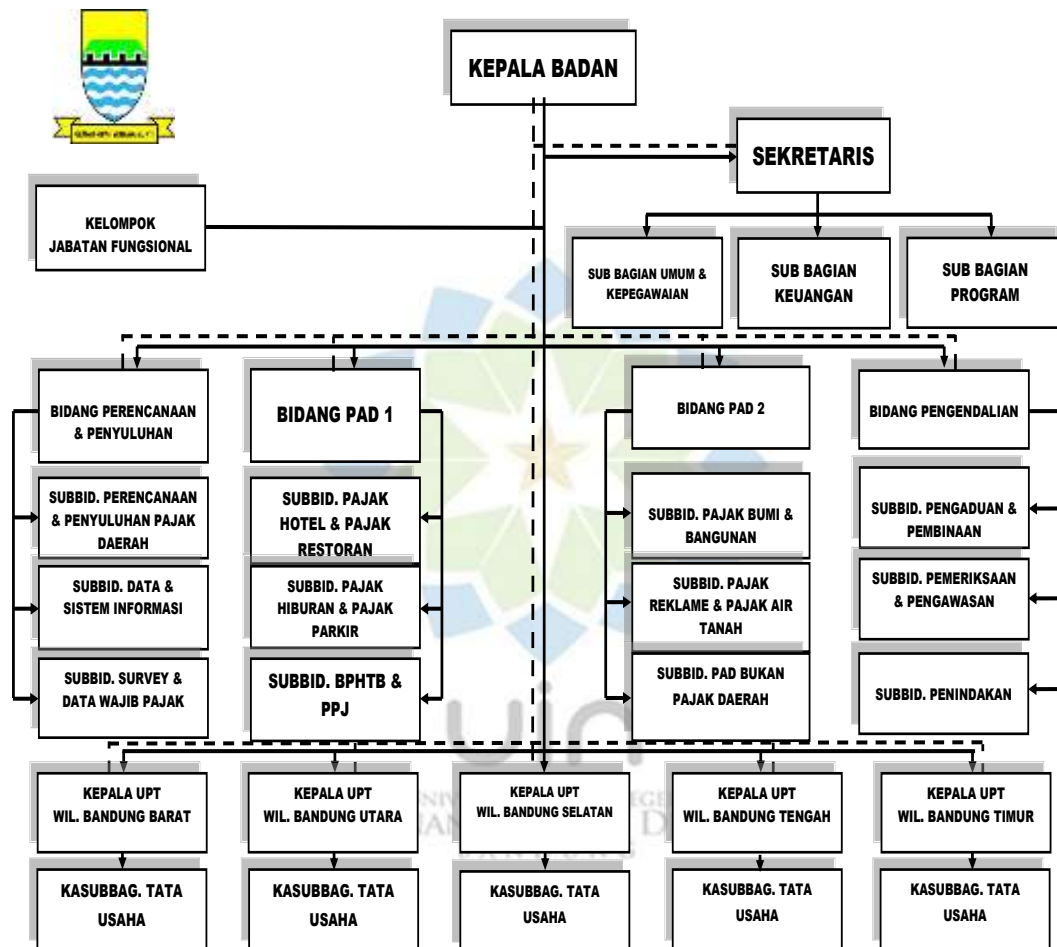 KEPALA BADAN
SEKRETARIS
KELOMPOK
JABATAN FUNGSIONAL
SUB BAGIAN UMUM &
KEPEGAWAIAN
SUB BAGIAN
KEUANGAN
SUB BAGIAN
PROGRAM
BIDANG PERENCANAAN
& PENYULUHAN
BIDANG PAD 1
BIDANG PAD 2
BIDANG PENGENDALIAN
SUBBID. PERENCANAAN
& PENYULUHAN PAJAK
DAERAH
SUBBID. PAJAK
HOTEL & PAJAK
RESTORAN
SUBBID. PAJAK BUMI &
BANGUNAN
SUBBID. PENGADUAN &
PEMBINAAN
SUBBID. DATA &
SISTEM INFORMASI
SUBBID. PAJAK
HIBURAN & PAJAK
PARKIR
SUBBID. PAJAK
REKLAME & PAJAK AIR
TANAH
SUBBID. PEMERIKSAAN
& PENGAWASAN
SUBBID. SURVEY &
DATA WAJIB PAJAK
SUBBID. BPHTB &
PPJ
SUBBID. PAD BUKAN
PAJAK DAERAH
SUBBID. PENINDAKAN
uin
KEPALA UPT
WIL. BANDUNG BARAT
KEPALA UPT
WIL. BANDUNG UTARA
KEPALA UPT
WIL. BANDUNG SELATAN
KEPALA UPT
WIL. BANDUNG TENGAH
KEPALA UPT
WIL. BANDUNG TIMUR
KASUBBAG. TATA
USAHA
KASUBBAG. TATA
USAHA
KASUBBAG. TATA
USAHA
KASUBBAG. TATA
USAHA
KASUBBAG. TATA
USAHA